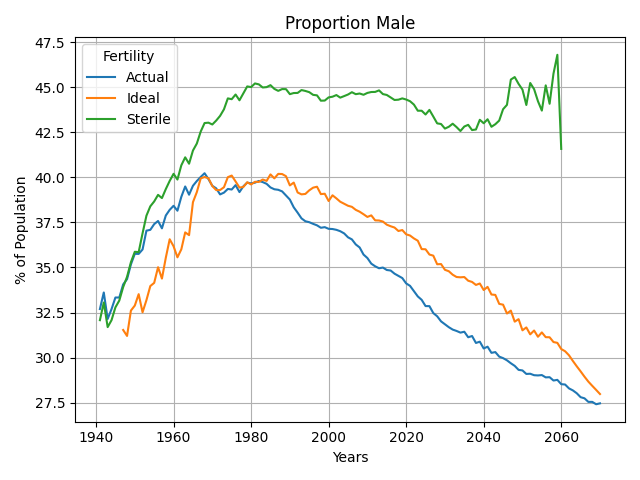 Proportion Male
Fertility
Actual
Ideal
Sterile
% of Population
47.5
45.0
42.5
40.0
37.5
35.0
32.5
30.0
27.5
1940 1960 1980 2000 2020 2040 2060
Years